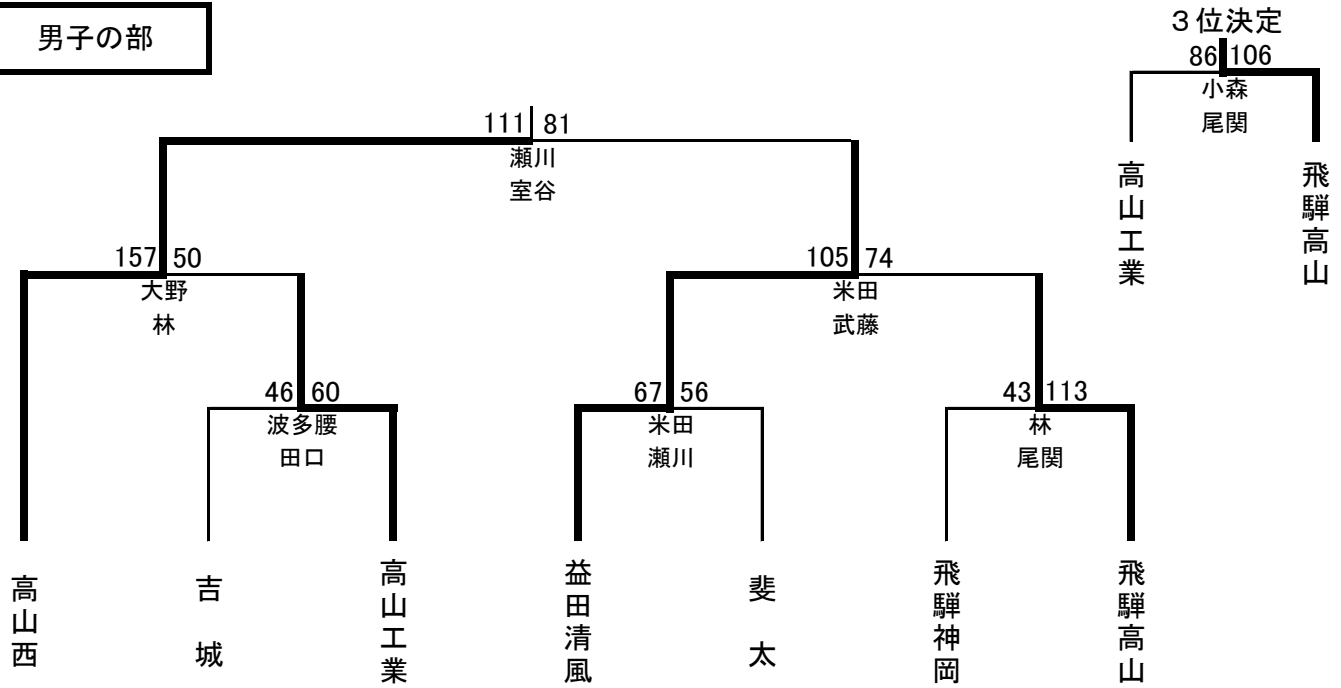 男子の部
３位決定
86 106
小森
尾関
高山工業
飛騨高山
111 81
瀬川
室谷
157 50
大野
林
105 74
米田
武藤
46 60
波多腰
田口
67 56
米田
瀬川
43 113
林
尾関
高山西
吉城
高山工業
益田清風
斐太
飛騨神岡
飛騨高山